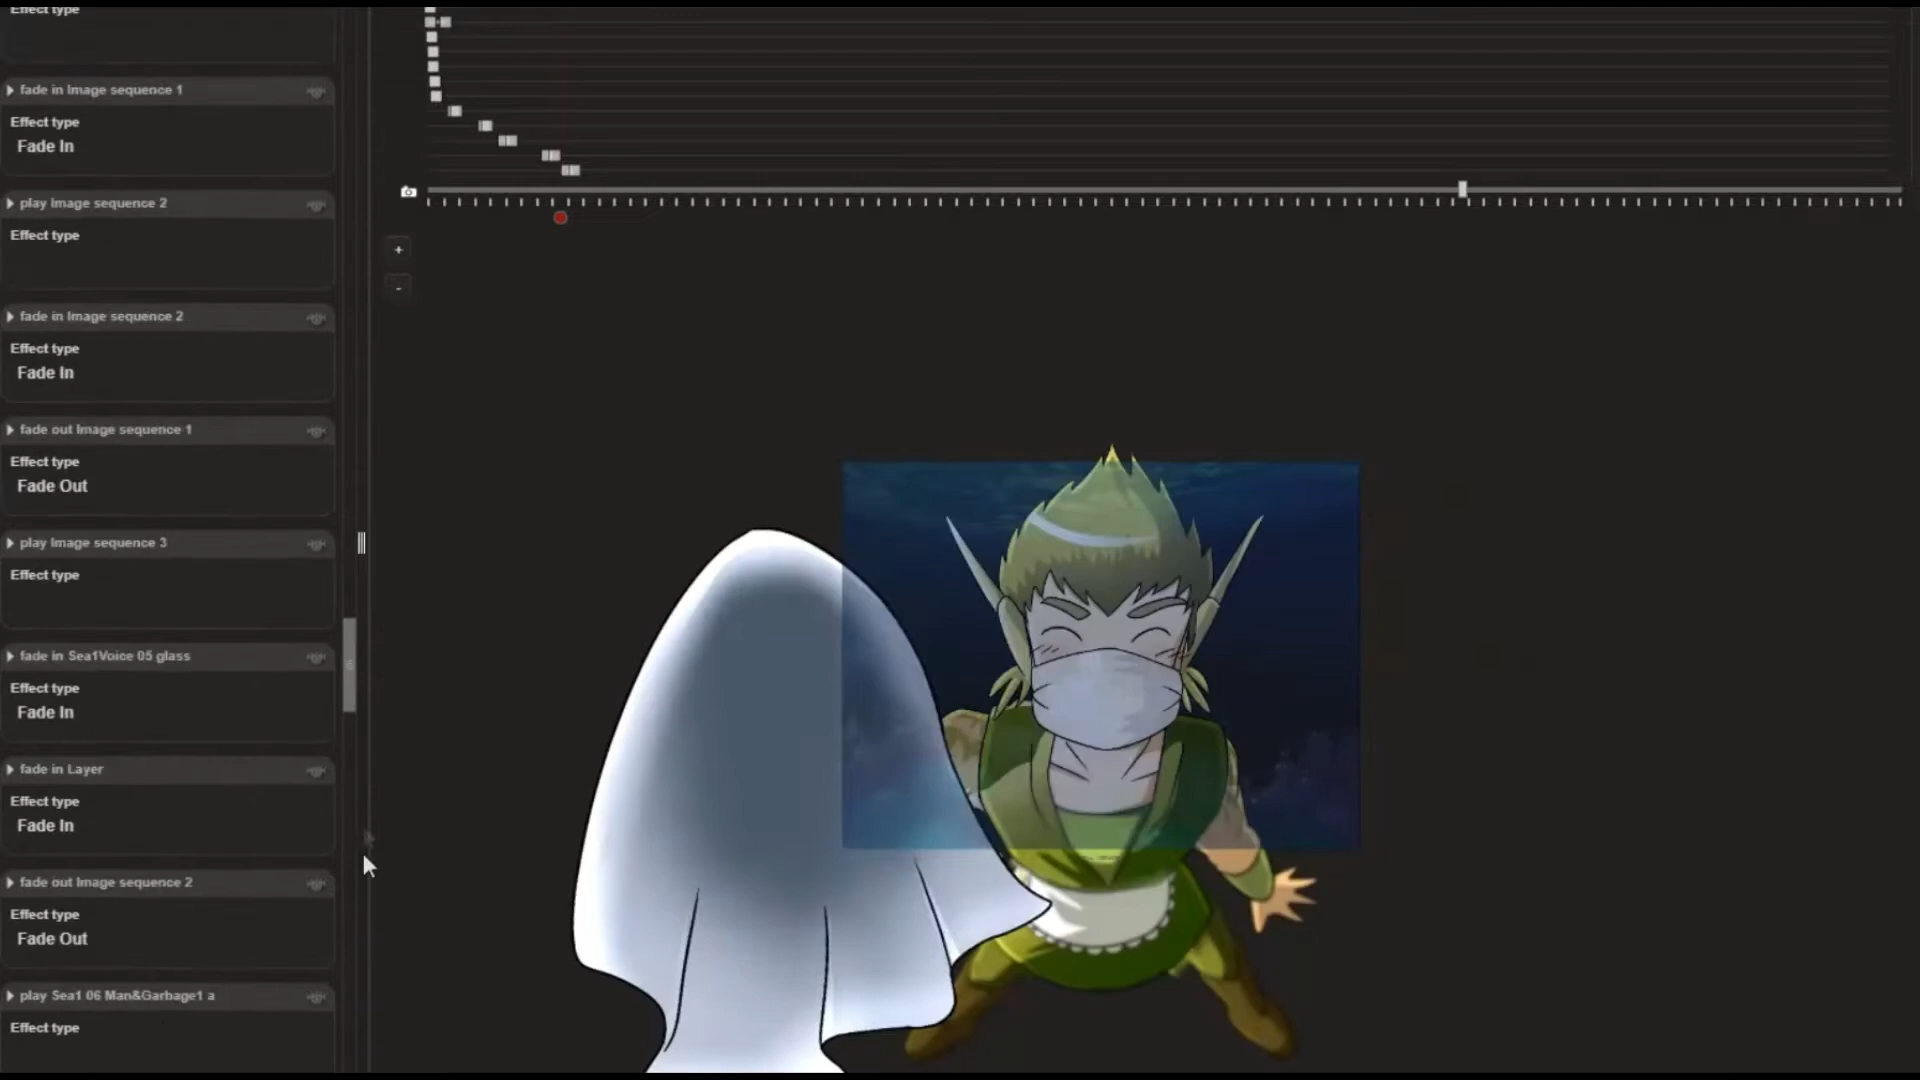 Effect type
fade in Image sequence 1
Effect type
Fade In
play Image sequence 2
Effect type
fade in Image sequence 2
Effect type
Fade In
fade out Image sequence 1
Effect type
Fade Out
play Image sequence 3
Effect type
fade in Sea1Voice 05 glass
Effect type
Fade In
fade in Layer
Effect type
Fade In
fade out Image sequence 2
Effect type
Fade Out
play Sea1 06 Man&Garbage1 a
Effect type
+
-